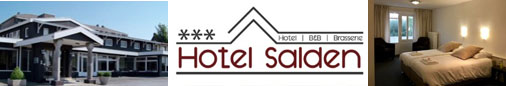 ***
Hotel | B&B | Brasserie
Hotel Salden